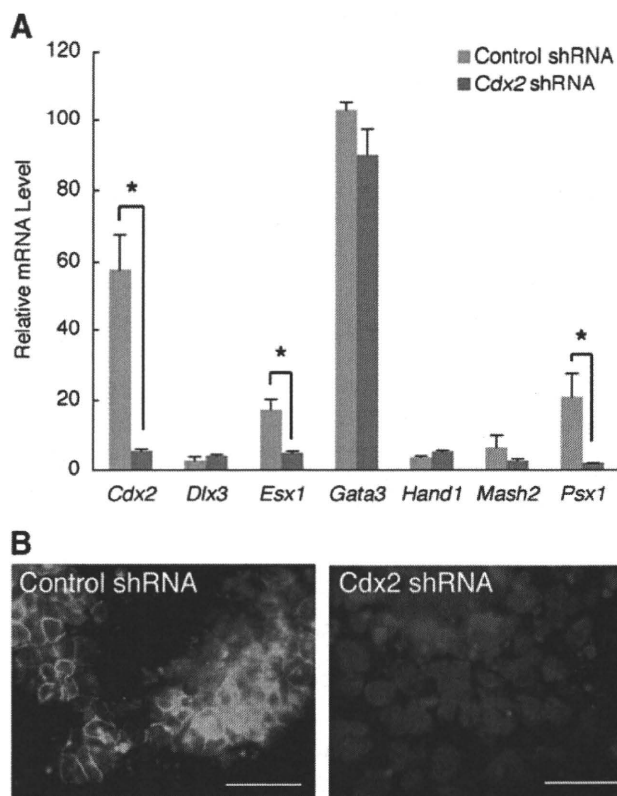 A
Relative mRNA Level
120
100
80
60
40
20
0
Control shRNA
Cdx2 shRNA
*
*
*
Cdx2 Dlx3 Esx1 Gata3 Hand1 Mash2 Psx1
B
Control shRNA
Cdx2 shRNA